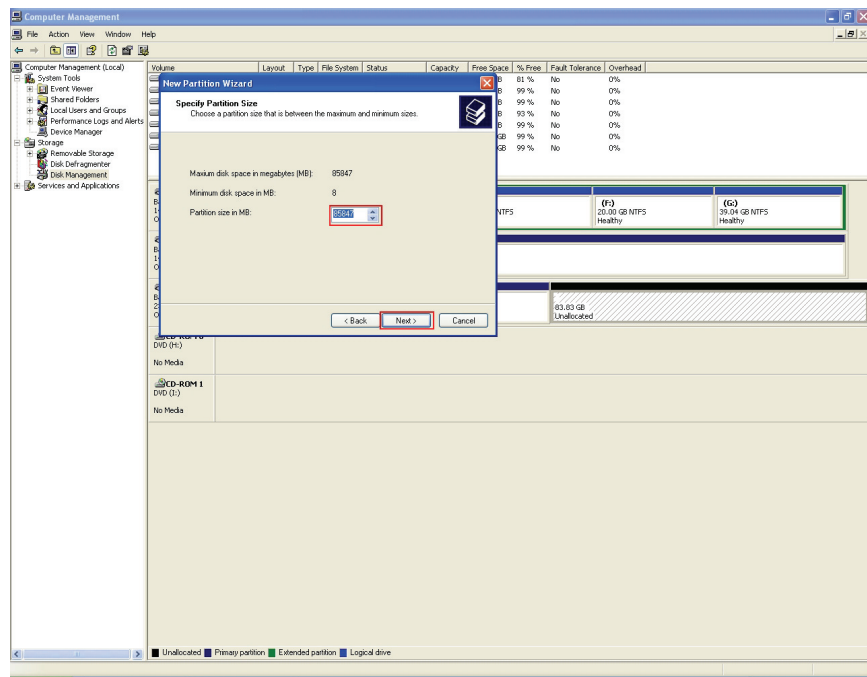 Computer Management
File Action View Window Help
Computer Management (Local)
System Tools
Event Viewer
Shared Folders
Local Users and Groups
Performance Logs and Alerts
Device Manager
Storage
Removable Storage
Disk Defragmenter
Disk Management
Services and Applications
Volume Layout Type File System Status Capacity Free Space % Free Fault Tolerance Overhead
B 81 % No 0%
B 99 % No 0%
B 99 % No 0%
B 93 % No 0%
B 99 % No 0%
GB 99 % No 0%
GB 99 % No 0%
New Partition Wizard
Specify Partition Size
Choose a partition size that is between the maximum and minimum sizes.
Maxium disk space in megabytes (MB): 85847
Minimum disk space in MB: 8
Partition size in MB: 85847
< Back Next > Cancel
NTFS
(F:)
20.00 GB NTFS
Healthy
(G:)
39.04 GB NTFS
Healthy
83.83 GB
Unallocated
DVD (H:)
No Media
CD-ROM 1
DVD (I:)
No Media
Unallocated Primary partition Extended partition Logical drive